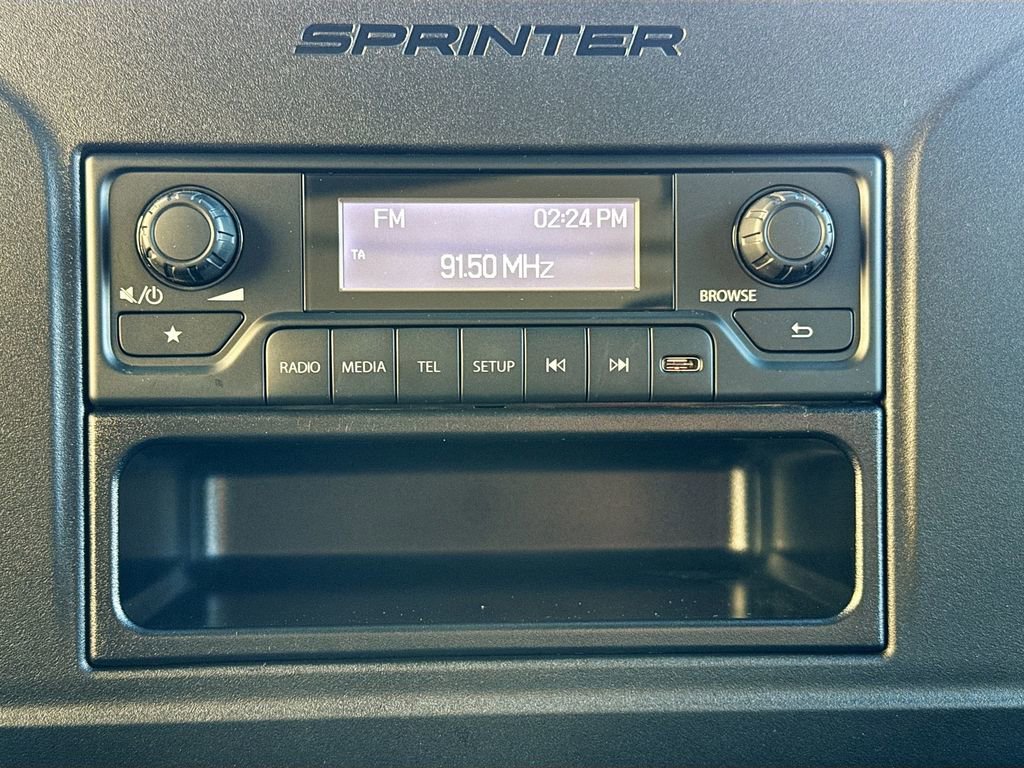 SPRINTER
FM 02:24 PM
TA
91.50 MHz
BROWSE
RADIO MEDIA TEL SETUP